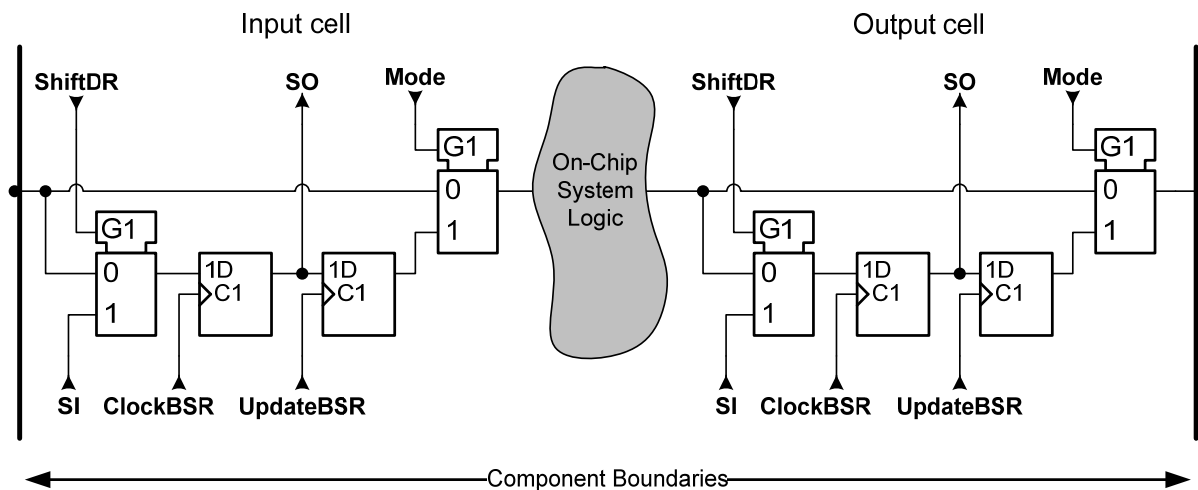 Input cell
Output cell
ShiftDR
SO
Mode
ShiftDR
SO
Mode
G1
G1
0
1
On-Chip
System
Logic
0
1
G1
G1
0
1
1D
C1
1D
C1
0
1
1D
C1
1D
C1
SI
ClockBSR
UpdateBSR
SI
ClockBSR
UpdateBSR
Component Boundaries